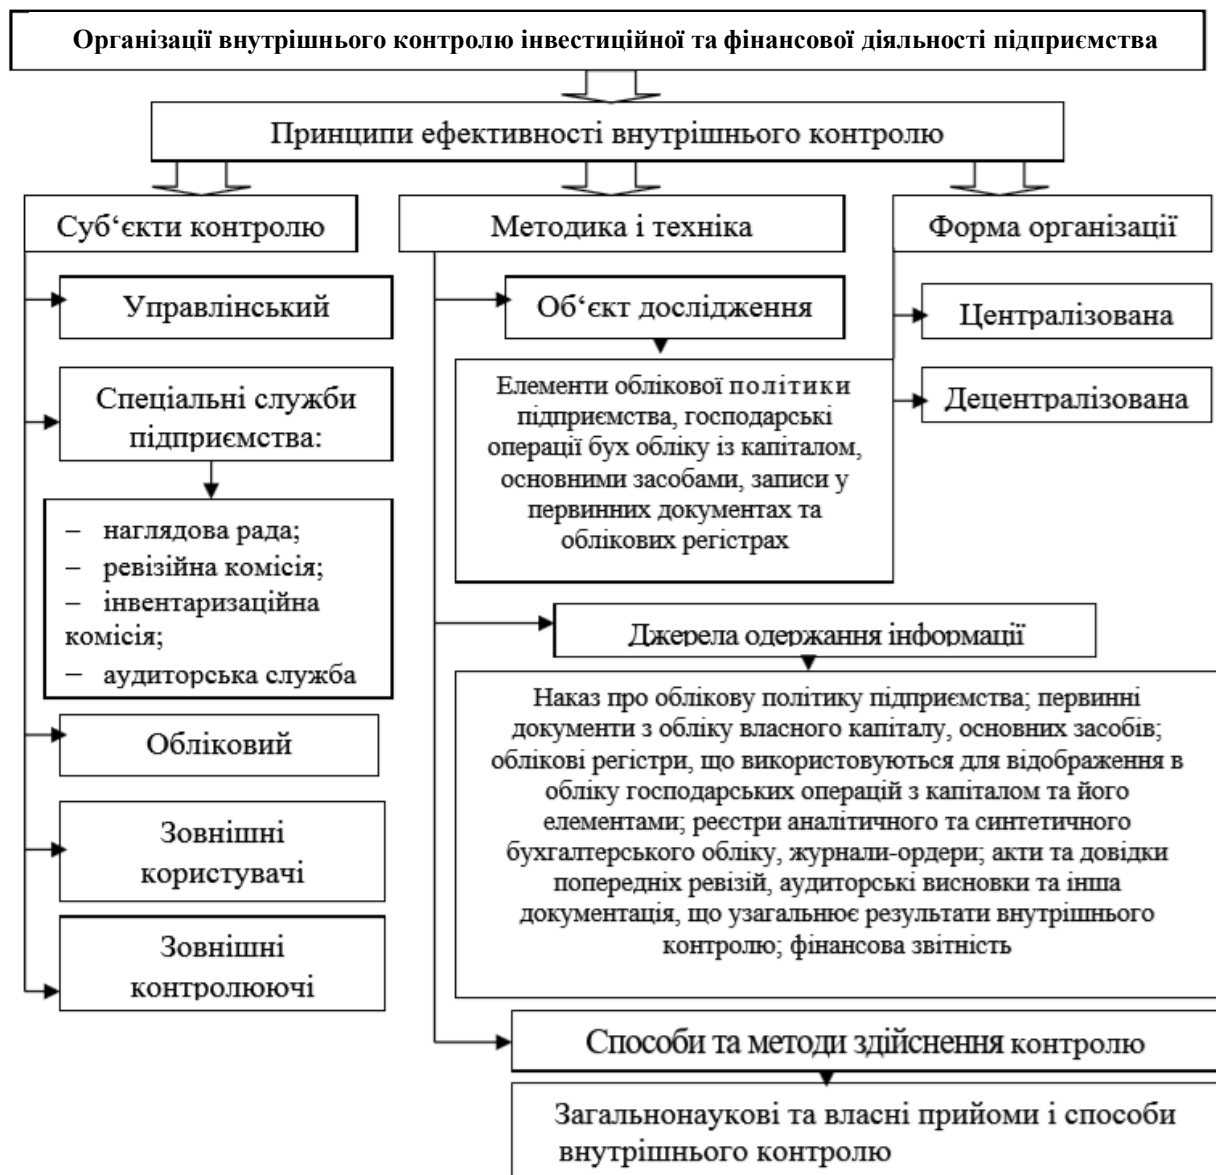 Організації внутрішнього контролю інвестиційної та фінансової діяльності підприємства
Принципи ефективності внутрішнього контролю
Суб‘єкти контролю
Управлінський
Спеціальні служби
підприємства:
– наглядова рада;
– ревізійна комісія;
– інвентаризаційна
комісія;
– аудиторська служба
Обліковий
Зовнішні
користувачі
Зовнішні
контролюючі
Методика і техніка
Об‘єкт дослідження
Елементи облікової політики
підприємства, господарські
операції бух обліку із капіталом,
основними засобами, записи у
первинних документах та
облікових регістрах
Джерела одержання інформації
Наказ про облікову політику підприємства; первинні
документи з обліку власного капіталу, основних засобів;
облікові регістри, що використовуються для відображення в
обліку господарських операцій з капіталом та його
елементами; реєстри аналітичного та синтетичного
бухгалтерського обліку, журнали-ордери; акти та довідки
попередніх ревізій, аудиторські висновки та інша
документація, що узагальнює результати внутрішнього
контролю; фінансова звітність
Способи та методи здійснення контролю
Загальнонаукові та власні прийоми і способи
внутрішнього контролю
Форма організації
Централізована
Децентралізована